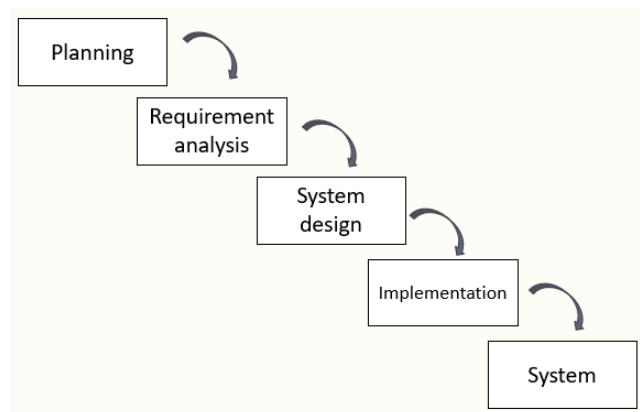 Planning
Requirement
analysis
System
design
Implementation
System